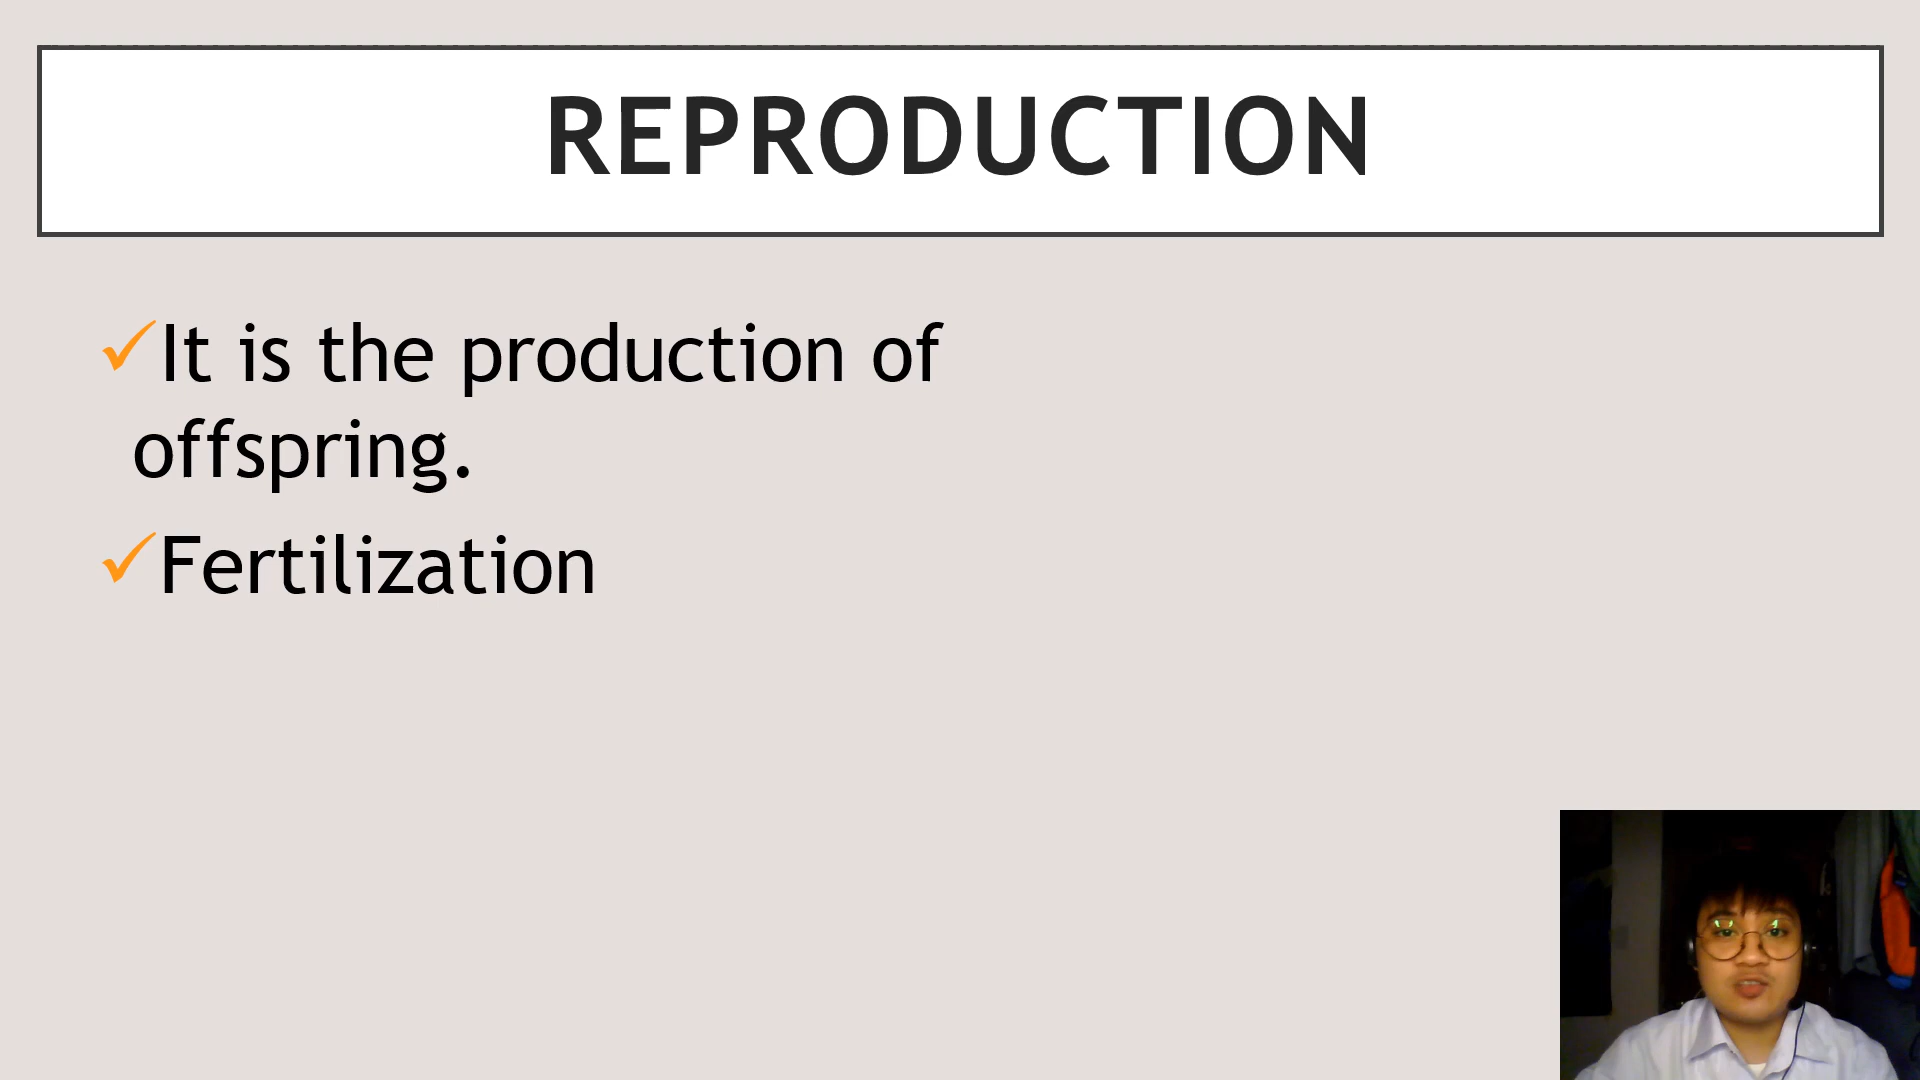 REPRODUCTION
✓It is the production of
offspring.
✓Fertilization